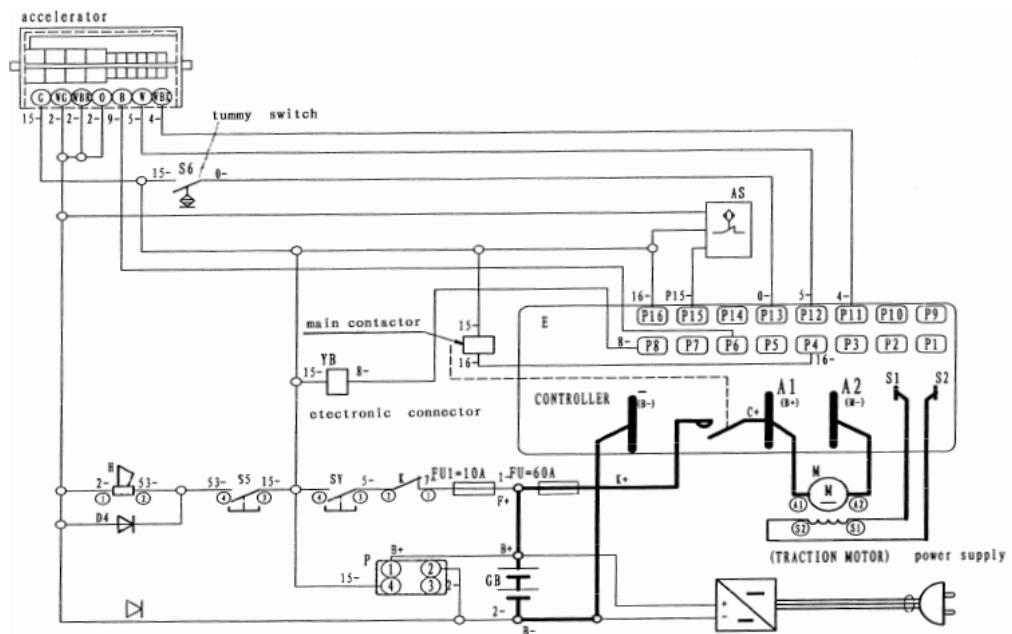 accelerator
G WG WBR O B W WBL
15- 2- 2- 2- 9- 5- 4-
tummy switch
15- S6 0-
AS
16- P15- 0- 5- 4-
P16 P15 P14 P13 P12 P11 P10 P9
E
15-
main contactor
8- P8 P7 P6 P5 P4 P3 P2 P1
16- 16-
YB
15- 8-
S1 S2
A1 A2
(B+) (M-)
CONTROLLER - (B-)
etectronic connector
C+
H
2- 53- 53- S5 15- SY 5- K 7 FU1=10A 1- FU=60A K+
1 2 4 3 4 3 2 1
F+
M
M
A1 A2
D4
S2 S1
(TRACTION MOTOR) power supply
P B+ B+
15- 1 2
4 3 2-
GB
+ -
2-
B-